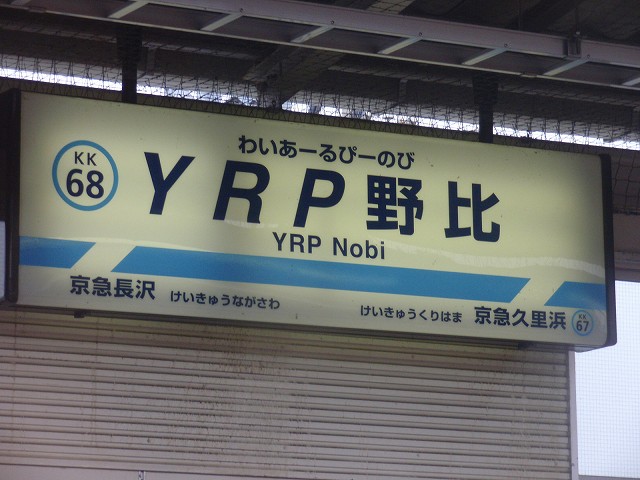 わいあーるぴーのび
KK
68
YRP野比
YRP Nobi
京急長沢 けいきゅうながさわ
けいきゅうくりはま 京急久里浜
KK
67